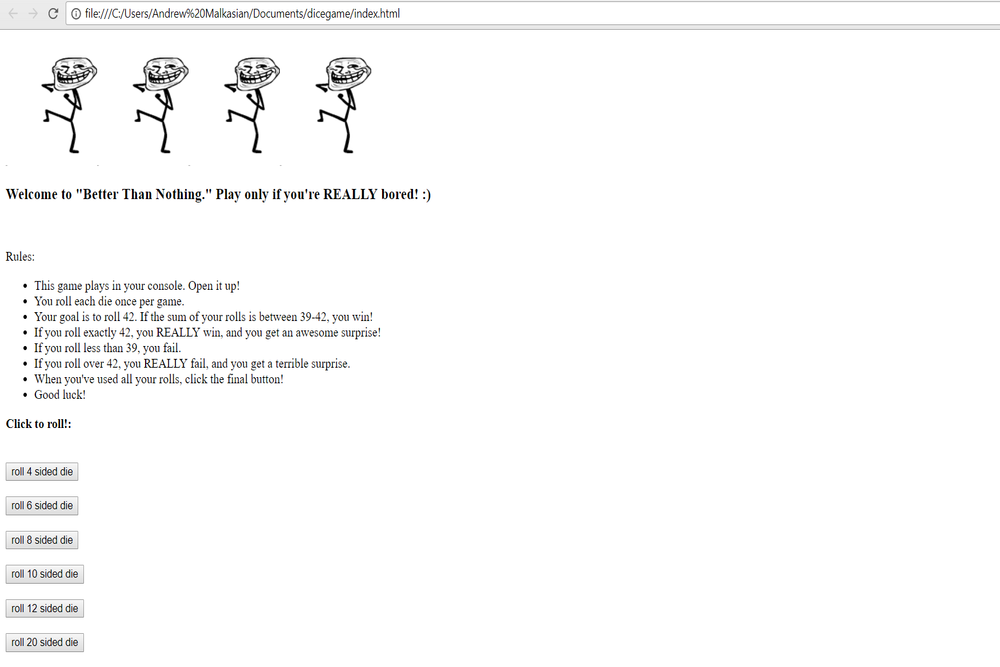 file:///C:/Users/Andrew%20Malkasian/Documents/dicegame/index.html
Welcome to "Better Than Nothing." Play only if you're REALLY bored! :)
Rules:
This game plays in your console. Open it up!
You roll each die once per game.
Your goal is to roll 42. If the sum of your rolls is between 39-42, you win!
If you roll exactly 42, you REALLY win, and you get an awesome surprise!
If you roll less than 39, you fail.
If you roll over 42, you REALLY fail, and you get a terrible surprise.
When you've used all your rolls, click the final button!
Good luck!
Click to roll!:
roll 4 sided die
roll 6 sided die
roll 8 sided die
roll 10 sided die
roll 12 sided die
roll 20 sided die